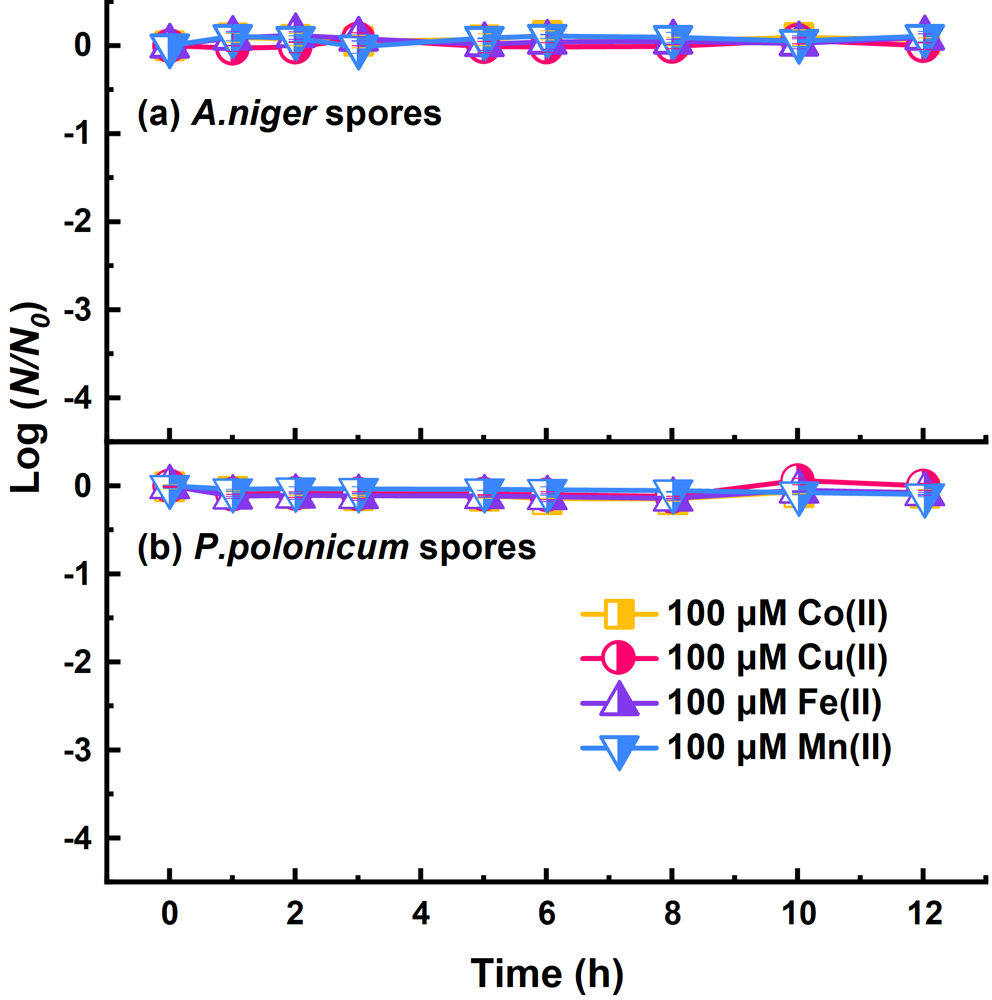 0
(a) A.niger spores
-1
-2
-3
-4
Log (N/N0)
0
(b) P.polonicum spores
-1
100 µM Co(II)
-2
100 µM Cu(II)
100 µM Fe(II)
-3
100 µM Mn(II)
-4
0 2 4 6 8 10 12
Time (h)